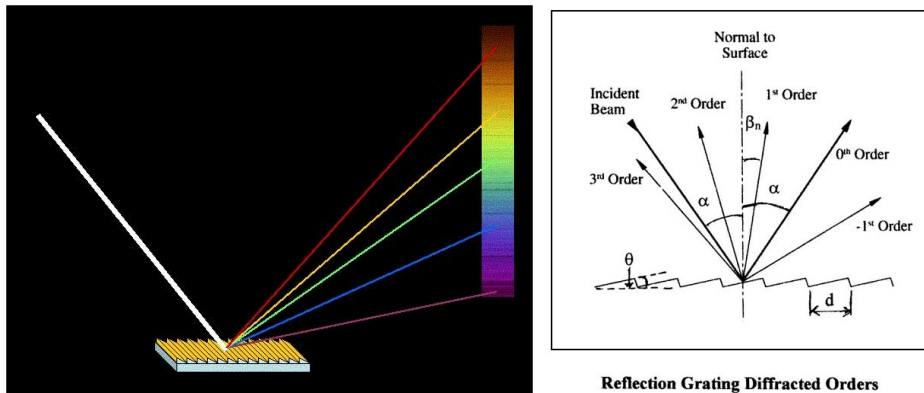 Normal to
Surface
Incident
Beam
2nd Order
1st Order
βn
0th Order
3rd Order
α
α
-1st Order
θ
d
Reflection Grating Diffracted Orders